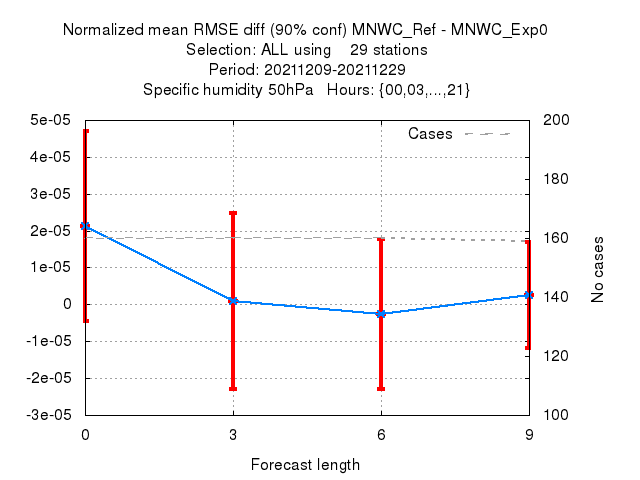 Normalized mean RMSE diff (90% conf) MNWC_Ref - MNWC_Exp0
Selection: ALL using    29 stations
Period: 20211209-20211229
Specific humidity 50hPa   Hours: {00,03,...,21}
Cases
5e-05
4e-05
3e-05
2e-05
1e-05
0
-1e-05
-2e-05
-3e-05
200
180
160
140
120
100
No cases
0 3 6 9
Forecast length